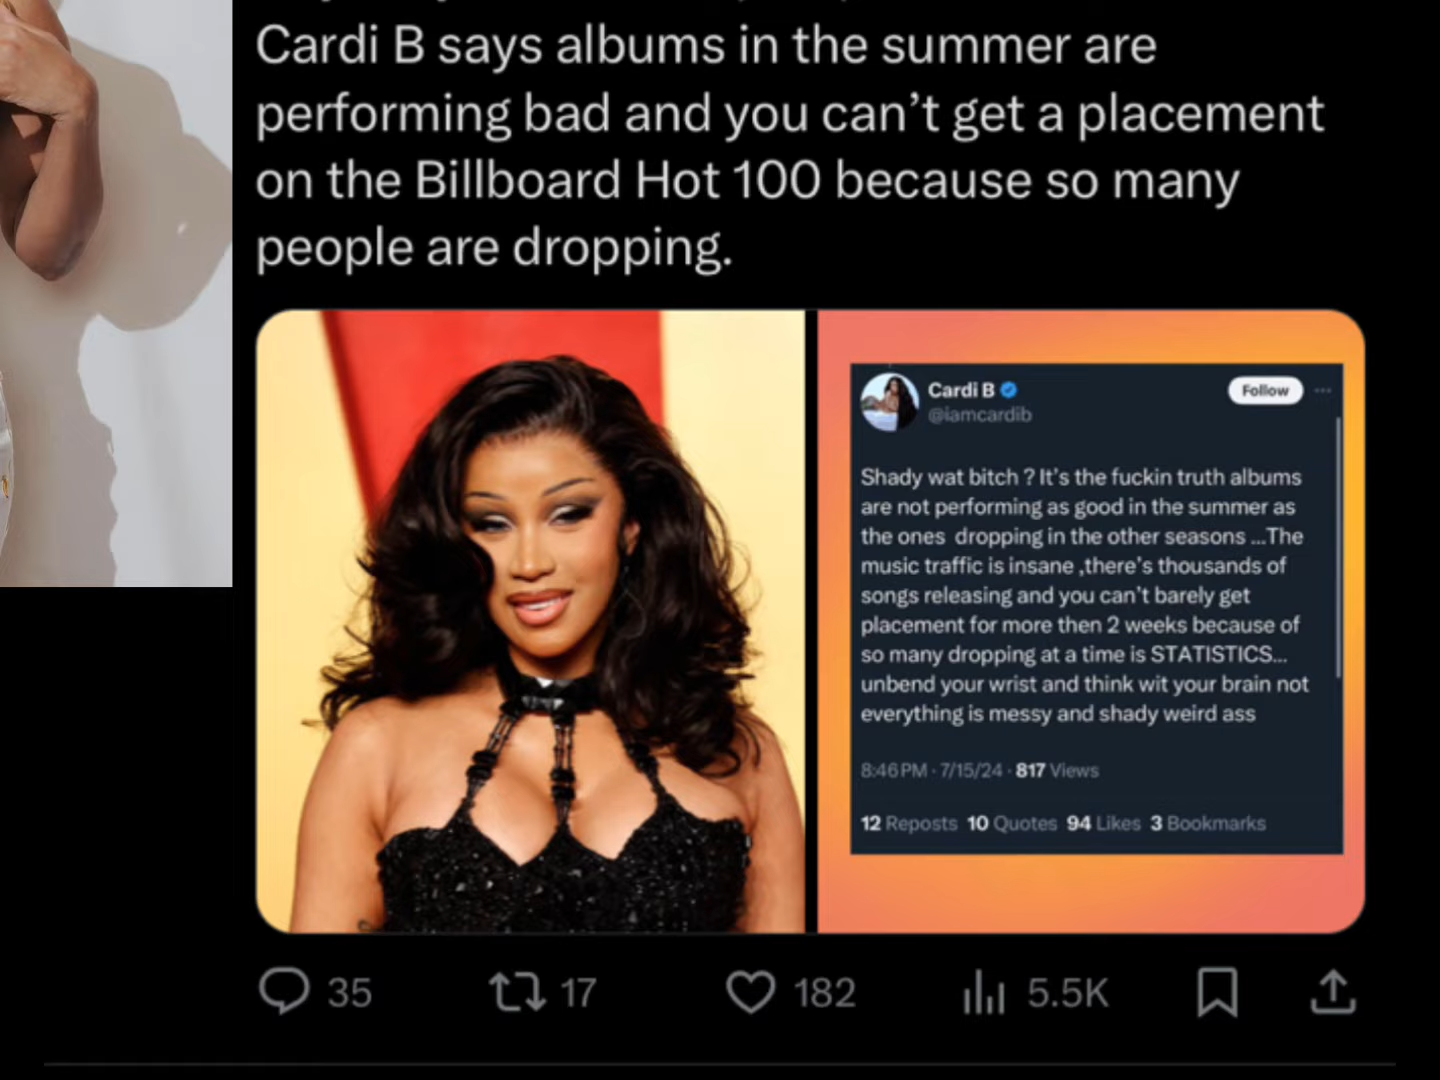 Cardi B says albums in the summer are
performing bad and you can’t get a placement
on the Billboard Hot 100 because so many
people are dropping.
Cardi B
@iamcardib
Follow
Shady wat bitch ? It’s the fuckin truth albums
are not performing as good in the summer as
the ones dropping in the other seasons ...The
music traffic is insane ,there’s thousands of
songs releasing and you can’t barely get
placement for more then 2 weeks because of
so many dropping at a time is STATISTICS...
unbend your wrist and think wit your brain not
everything is messy and shady weird ass
8:46 PM · 7/15/24 · 817 Views
12 Reposts 10 Quotes 94 Likes 3 Bookmarks
35 17 182 5.5K